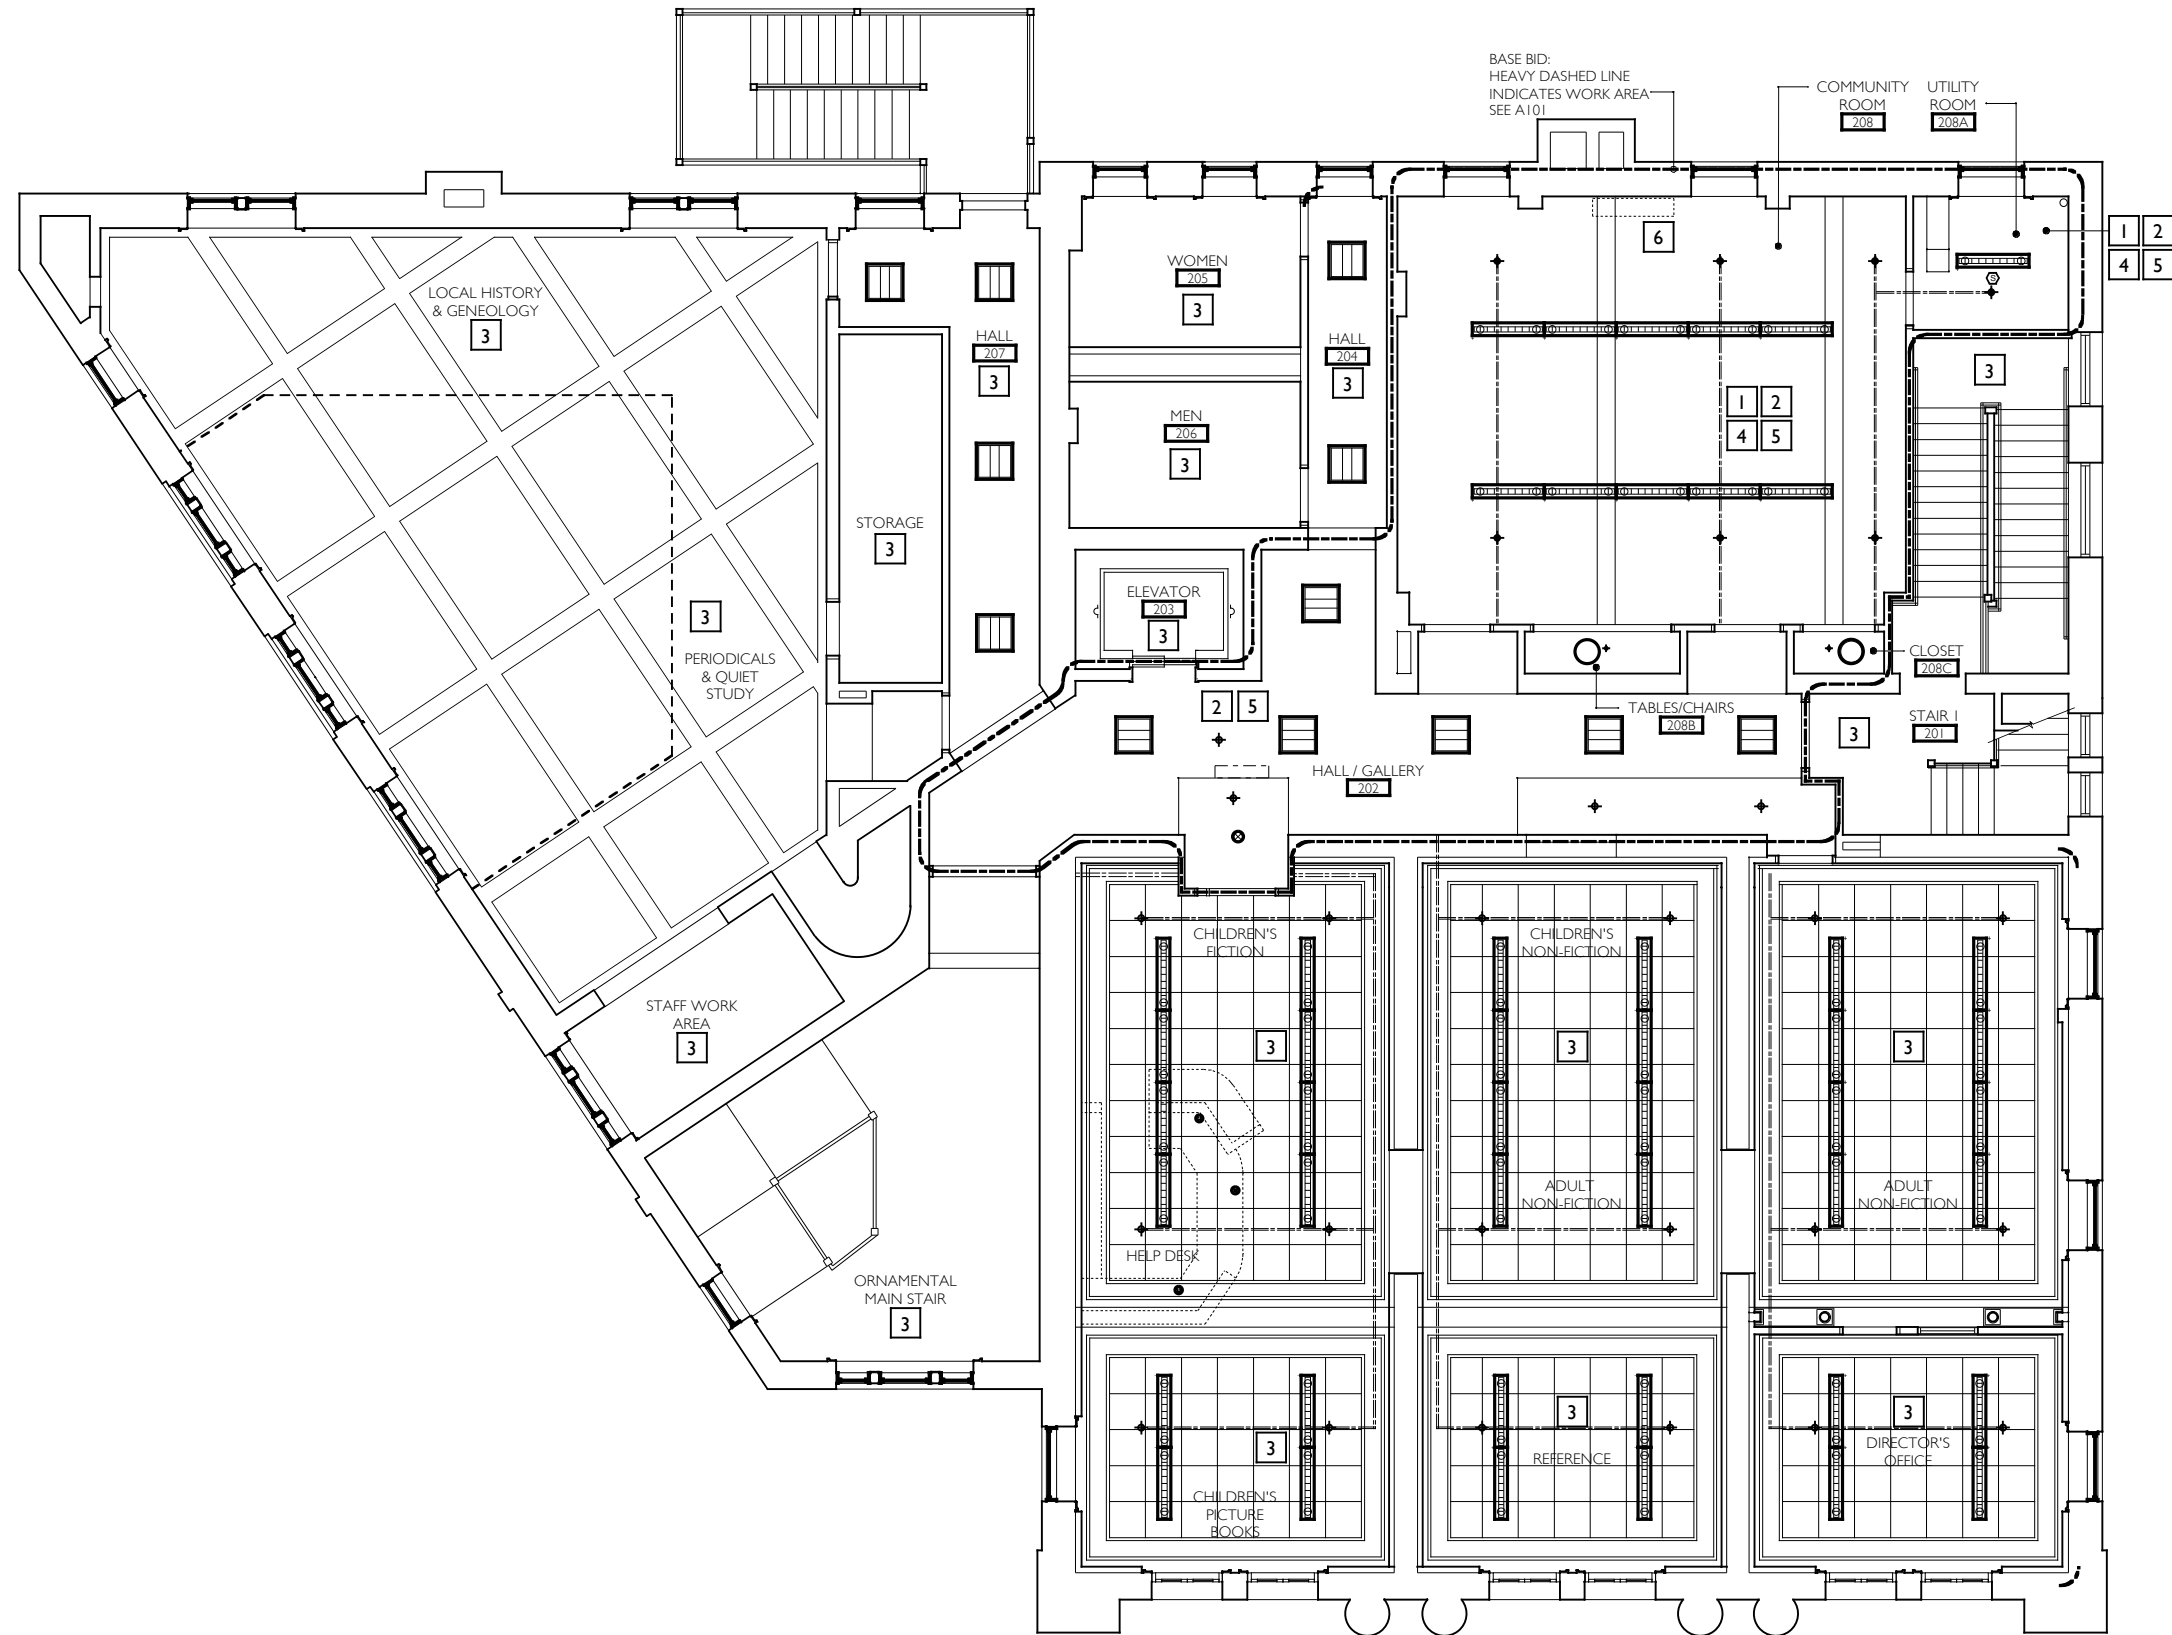 BASE BID:
HEAVY DASHED LINE
INDICATES WORK AREA
SEE A101
COMMUNITY
ROOM
208
UTILITY
ROOM
208A
1 2
4 5
6
S
WOMEN
205
3
LOCAL HISTORY
& GENEOLOGY
3
HALL
207
3
HALL
204
3
3
1 2
4 5
MEN
206
3
STORAGE
3
ELEVATOR
203
3
3
PERIODICALS
& QUIET
STUDY
CLOSET
208C
2 5
TABLES/CHAIRS
208B
3
STAIR 1
201
HALL / GALLERY
202
CHILDREN'S
FICTION
CHILDREN'S
NON-FICTION
STAFF WORK
AREA
3
3
3
3
ADULT
NON-FICTION
ADULT
NON-FICTION
HELP DESK
ORNAMENTAL
MAIN STAIR
3
3
3
3
REFERENCE
DIRECTOR'S
OFFICE
CHILDREN'S
PICTURE
BOOKS